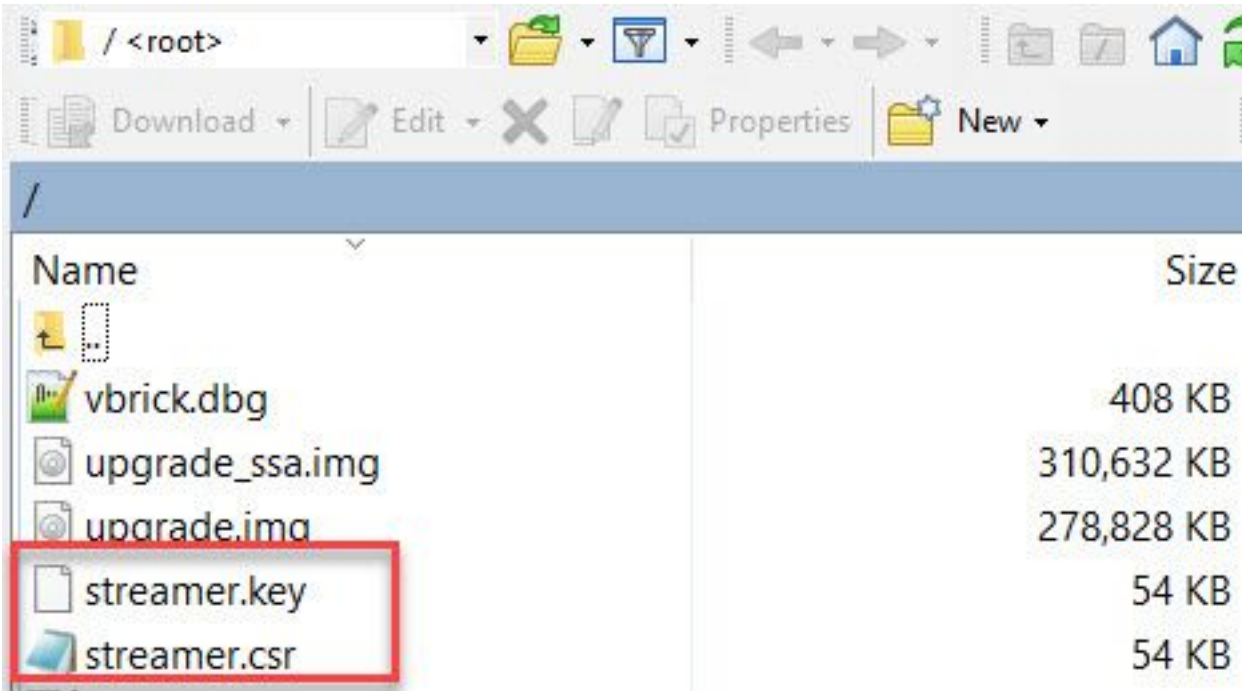 / <root>
Download Edit Properties New
/
Name Size
..
vbrick.dbg 408 KB
upgrade_ssa.img 310,632 KB
upgrade.img 278,828 KB
streamer.key 54 KB
streamer.csr 54 KB